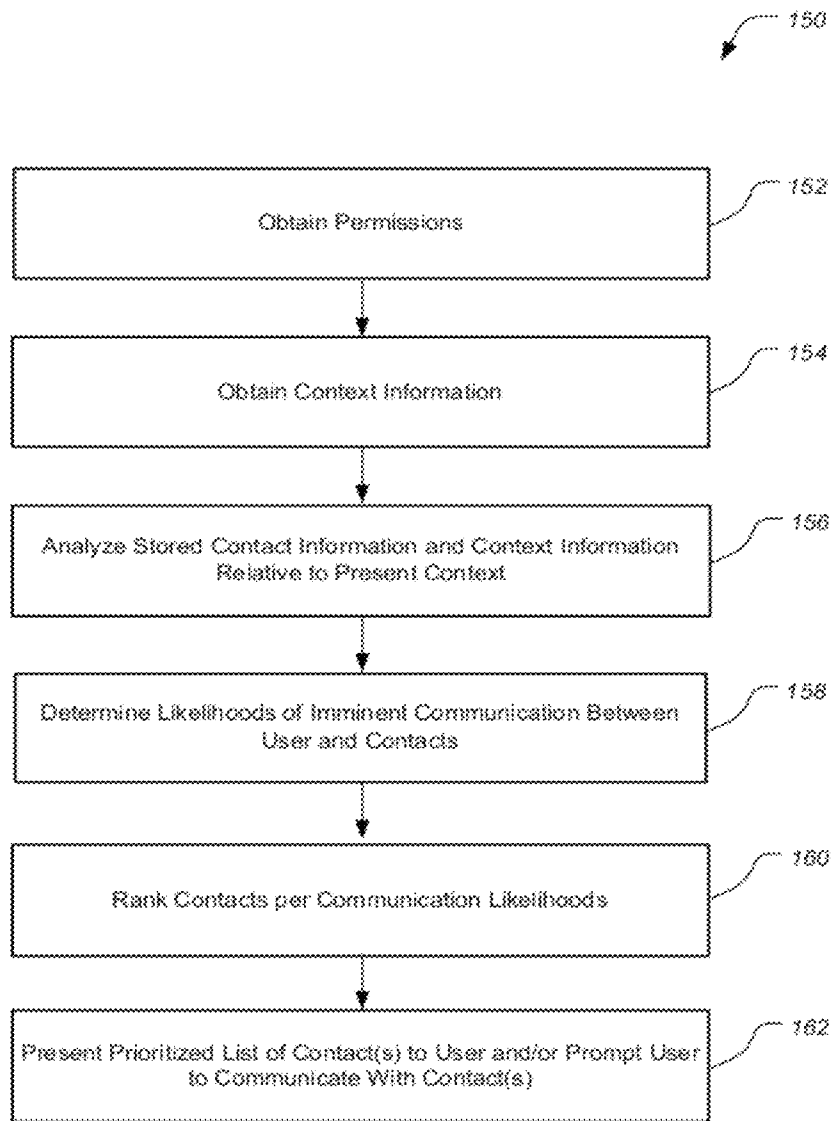 150
Obtain Permissions
152
Obtain Context Information
154
Analyze Stored Contact Information and Context Information
Relative to Present Context
156
Determine Likelihoods of Imminent Communication Between
User and Contacts
158
Rank Contacts per Communication Likelihoods
160
Present Prioritized List of Contact(s) to User and/or Prompt User
to Communicate With Contact(s)
162